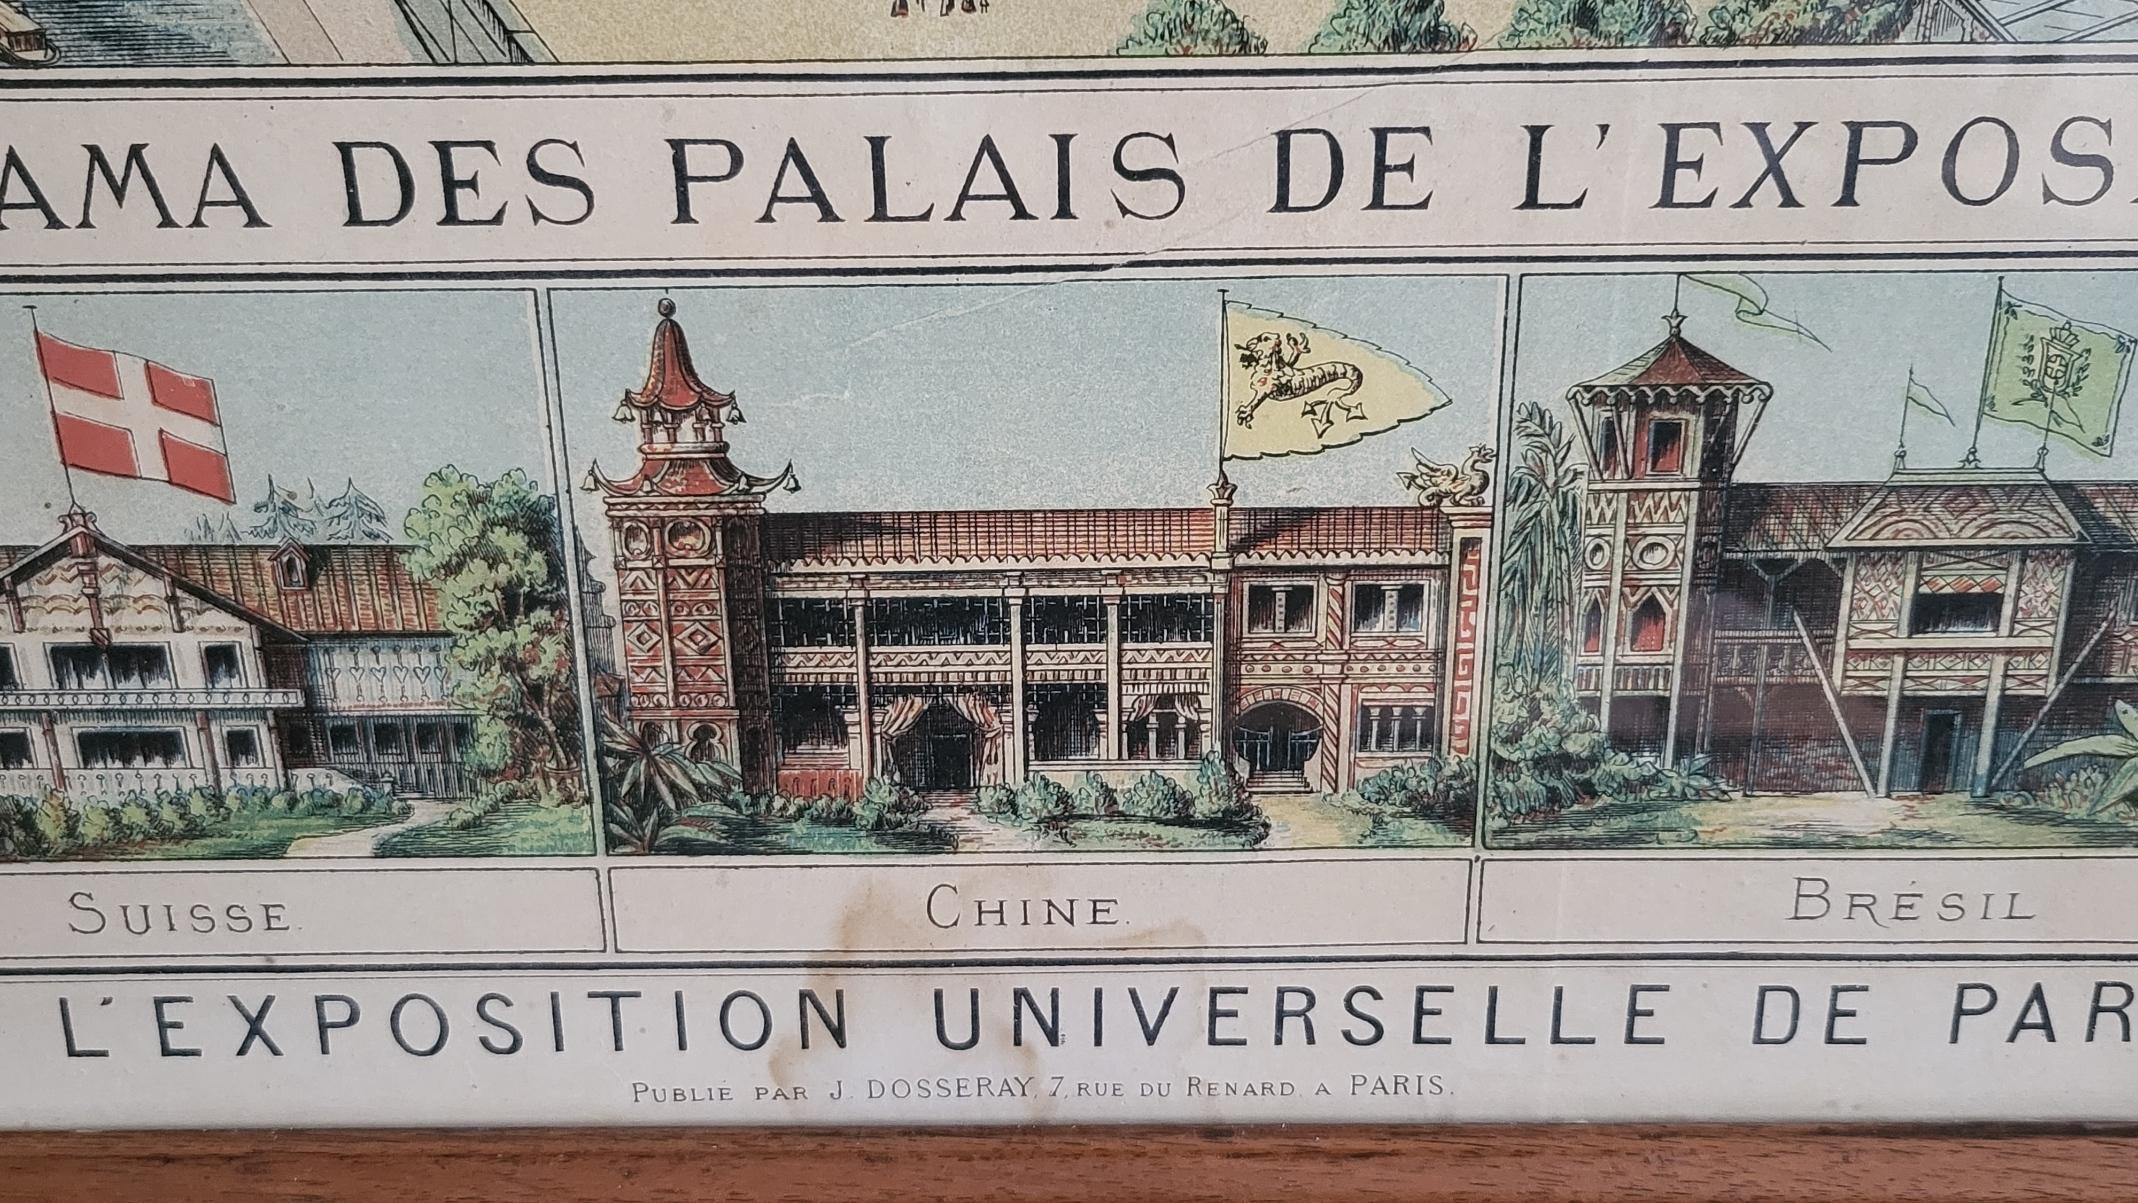 AMA DES PALAIS DE L'EXPOS
SUISSE.
CHINE.
BRÉSIL
L'EXPOSITION UNIVERSELLE DE PAR
PUBLIÉ PAR J. DOSSERAY, 7, RUE DU RENARD. A PARIS.